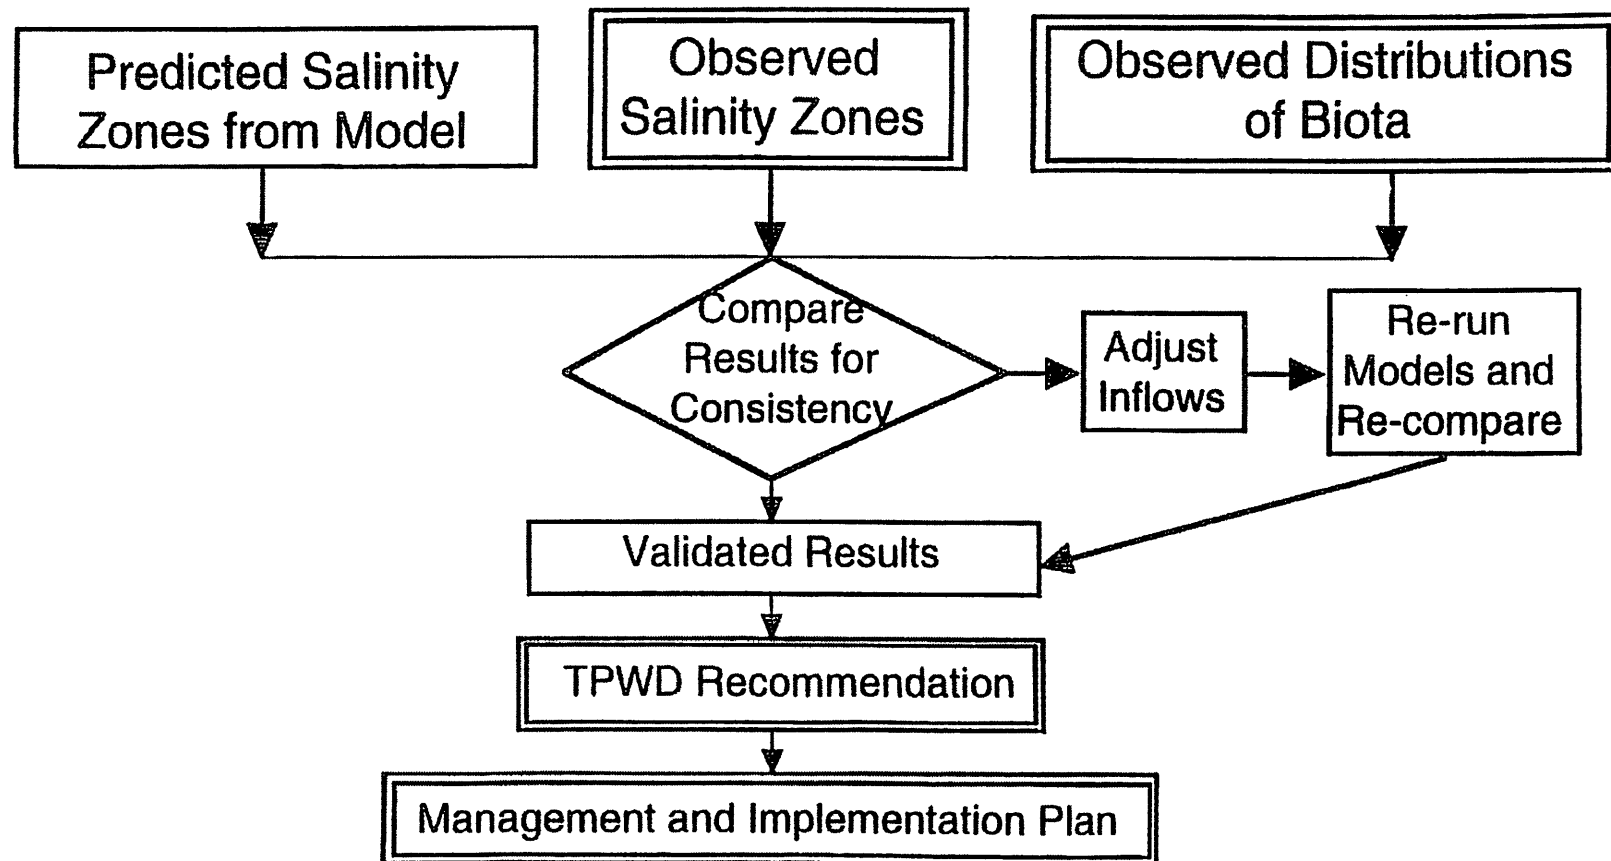 Predicted Salinity
Zones from Model
Observed
Salinity Zones
Observed Distributions
of Biota
Compare
Results for
Consistency
Adjust
Inflows
Re-run
Models and
Re-compare
Validated Results
TPWD Recommendation
Management and Implementation Plan